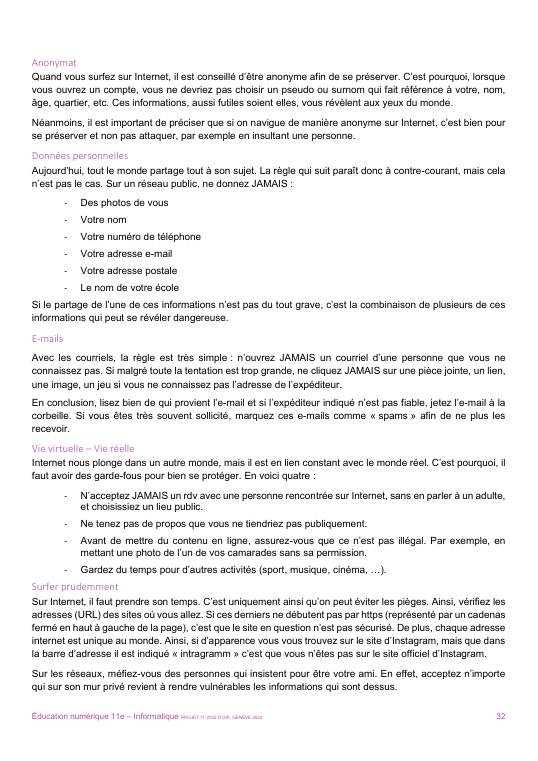 Anonymat
Quand vous surfez sur Internet, il est conseillé d'être anonyme afin de se préserver. C'est pourquoi, lorsque
vous ouvrez un compte, vous ne devriez pas choisir un pseudo ou surnom qui fait référence à votre, nom,
âge, quartier, etc. Ces informations, aussi futiles soient elles, vous révèlent aux yeux du monde.
Néanmoins, il est important de préciser que si on navigue de manière anonyme sur Internet, c'est bien pour
se préserver et non pas attaquer, par exemple en insultant une personne.
Données personnelles
Aujourd'hui, tout le monde partage tout à son sujet. La règle qui suit paraît donc à contre-courant, mais cela
n'est pas le cas. Sur un réseau public, ne donnez JAMAIS :
- Des photos de vous
- Votre nom
- Votre numéro de téléphone
- Votre adresse e-mail
- Votre adresse postale
- Le nom de votre école
Si le partage de l'une de ces informations n'est pas du tout grave, c'est la combinaison de plusieurs de ces
informations qui peut se révéler dangereuse.
E-mails
Avec les courriels, la règle est très simple : n'ouvrez JAMAIS un courriel d'une personne que vous ne
connaissez pas. Si malgré toute la tentation est trop grande, ne cliquez JAMAIS sur une pièce jointe, un lien,
une image, un jeu si vous ne connaissez pas l'adresse de l'expéditeur.
En conclusion, lisez bien de qui provient l'e-mail et si l'expéditeur indiqué n'est pas fiable, jetez l'e-mail à la
corbeille. Si vous êtes très souvent sollicité, marquez ces e-mails comme « spams » afin de ne plus les
recevoir.
Vie virtuelle – Vie réelle
Internet nous plonge dans un autre monde, mais il est en lien constant avec le monde réel. C'est pourquoi, il
faut avoir des garde-fous pour bien se protéger. En voici quatre :
- N'acceptez JAMAIS un rdv avec une personne rencontrée sur Internet, sans en parler à un adulte,
et choisissiez un lieu public.
- Ne tenez pas de propos que vous ne tiendriez pas publiquement.
- Avant de mettre du contenu en ligne, assurez-vous que ce n'est pas illégal. Par exemple, en
mettant une photo de l'un de vos camarades sans sa permission.
- Gardez du temps pour d'autres activités (sport, musique, cinéma, …).
Surfer prudemment
Sur Internet, il faut prendre son temps. C'est uniquement ainsi qu'on peut éviter les pièges. Ainsi, vérifiez les
adresses (URL) des sites où vous allez. Si ces derniers ne débutent pas par https (représenté par un cadenas
fermé en haut à gauche de la page), c'est que le site en question n'est pas sécurisé. De plus, chaque adresse
internet est unique au monde. Ainsi, si d'apparence vous vous trouvez sur le site d'Instagram, mais que dans
la barre d'adresse il est indiqué « intragramm » c'est que vous n'êtes pas sur le site officiel d'Instagram.
Sur les réseaux, méfiez-vous des personnes qui insistent pour être votre ami. En effet, acceptez n'importe
qui sur son mur privé revient à rendre vulnérables les informations qui sont dessus.
Éducation numérique 11e – Informatique PROJET 11.2022 © DIP, GENÈVE 2022 32